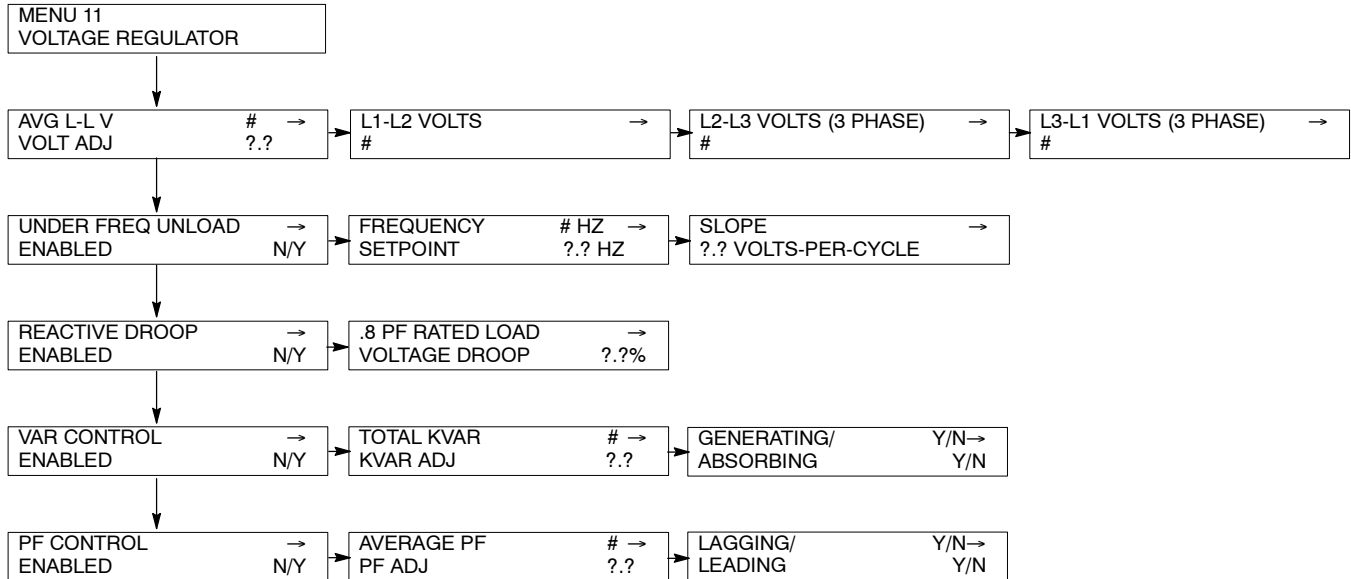 MENU 11
VOLTAGE REGULATOR
AVG L-L V # →
VOLT ADJ ?.?
L1-L2 VOLTS →
#
L2-L3 VOLTS (3 PHASE) →
#
L3-L1 VOLTS (3 PHASE) →
#
UNDER FREQ UNLOAD →
ENABLED N/Y
FREQUENCY # HZ →
SETPOINT ?.? HZ
SLOPE →
?.? VOLTS-PER-CYCLE
REACTIVE DROOP →
ENABLED N/Y
.8 PF RATED LOAD →
VOLTAGE DROOP ?.?%
VAR CONTROL →
ENABLED N/Y
TOTAL KVAR # →
KVAR ADJ ?.?
GENERATING/ Y/N→
ABSORBING Y/N
PF CONTROL →
ENABLED N/Y
AVERAGE PF # →
PF ADJ ?.?
LAGGING/ Y/N→
LEADING Y/N